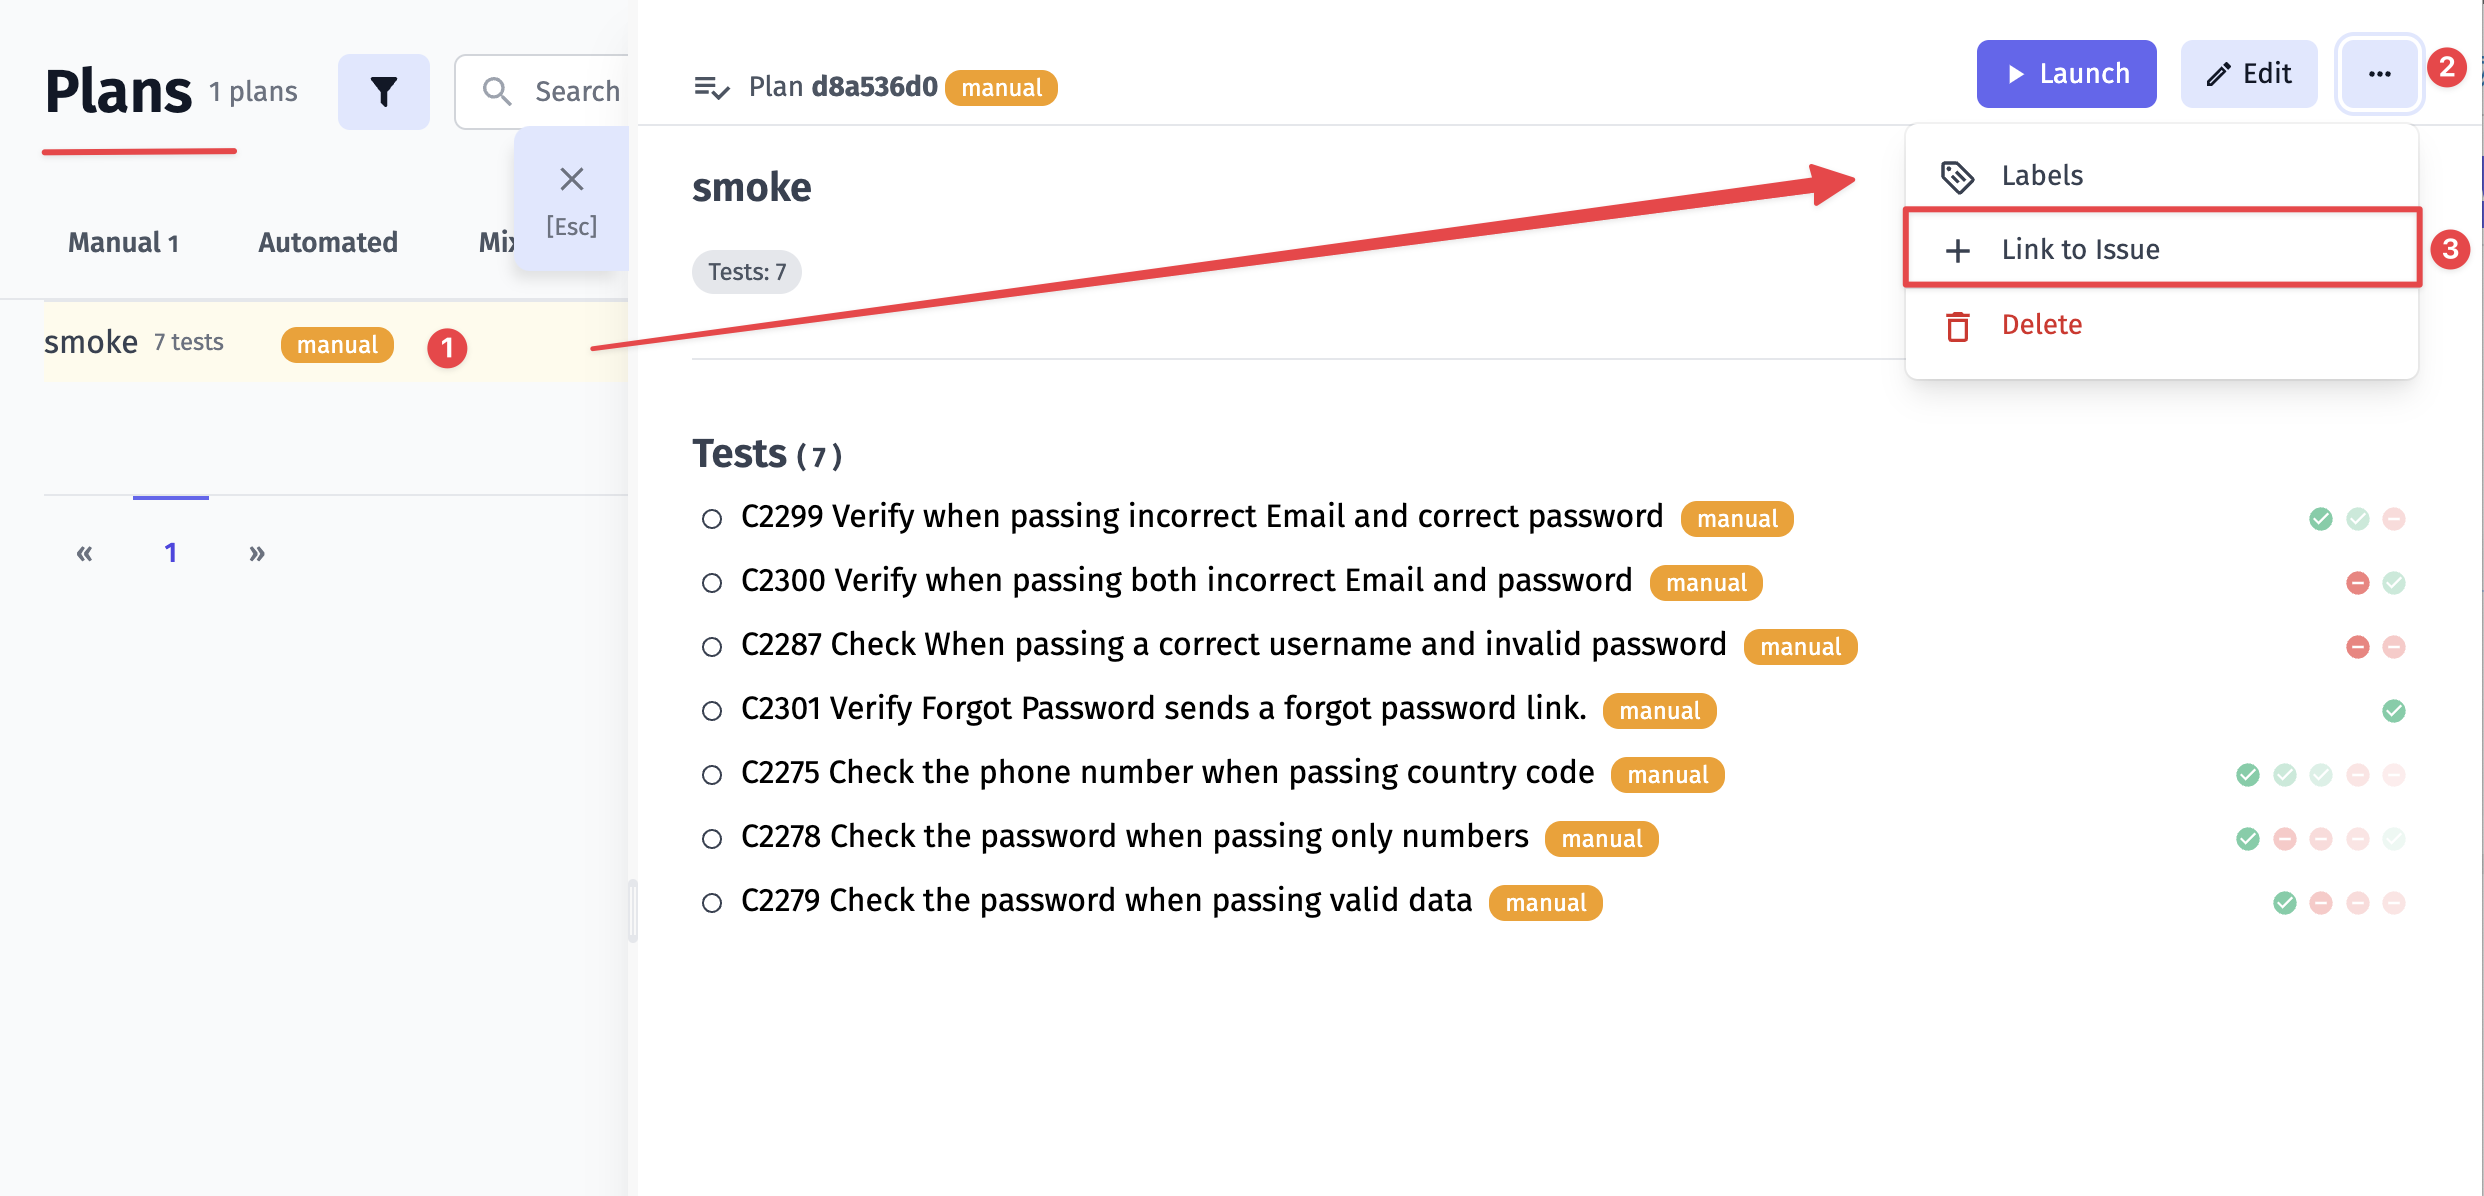 Plans 1 plans
Search
[Esc]
Manual 1 Automated
smoke 7 tests manual 1
« 1 »
Plan d8a536d0 manual
Launch Edit ... 2
Labels
Link to Issue 3
Delete
smoke
Tests: 7
Tests (7)
C2299 Verify when passing incorrect Email and correct password manual
C2300 Verify when passing both incorrect Email and password manual
C2287 Check When passing a correct username and invalid password manual
C2301 Verify Forgot Password sends a forgot password link. manual
C2275 Check the phone number when passing country code manual
C2278 Check the password when passing only numbers manual
C2279 Check the password when passing valid data manual